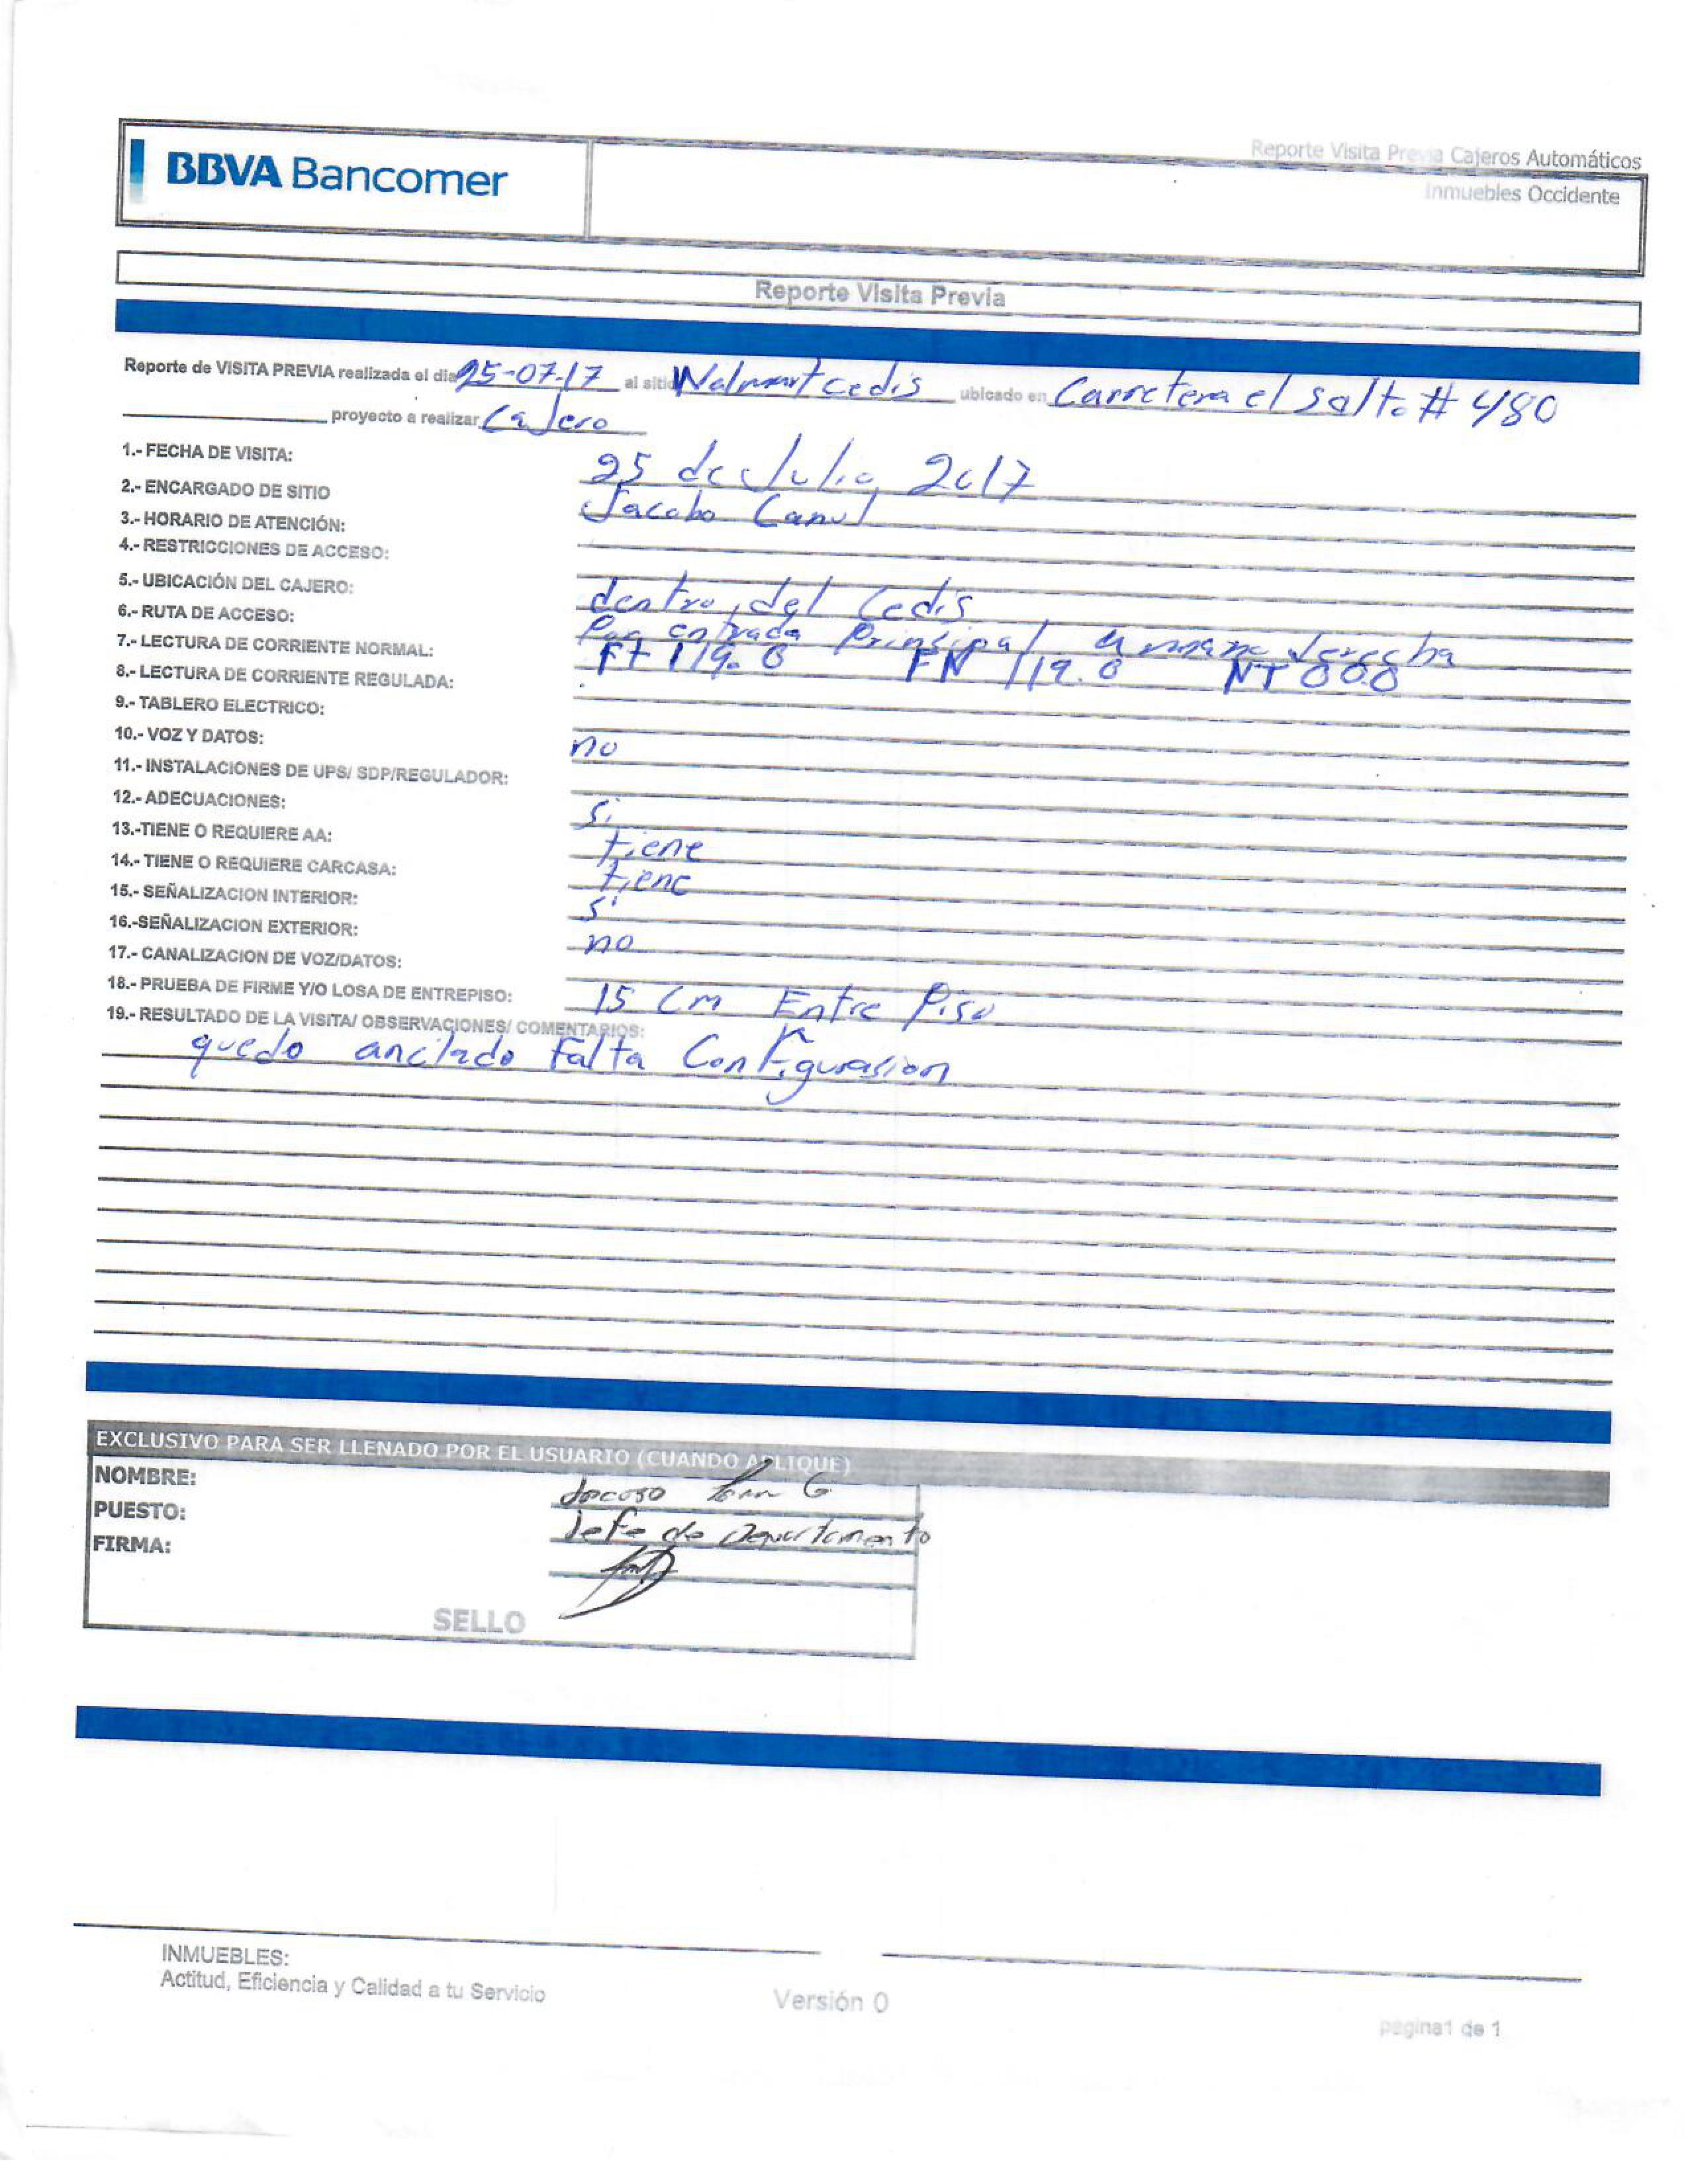 BBVA Bancomer
Reporte Visita Previa Cajeros Automáticos
Inmuebles Occidente
Reporte Visita Previa
Reporte de VISITA PREVIA realizada el dia 25-07-17 al sitio Walmart cedis ubicado en Carretera el salto # 480
proyecto a realizar Cajero
1.- FECHA DE VISITA: 25 de Julio 2017
2.- ENCARGADO DE SITIO Jacobo Canul
3.- HORARIO DE ATENCIÓN:
4.- RESTRICCIONES DE ACCESO:
5.- UBICACIÓN DEL CAJERO: dentro del Cedis
6.- RUTA DE ACCESO: Por entrada Prinsipal a mano derecha
7.- LECTURA DE CORRIENTE NORMAL: FT 119.0 FN 119.0 NT 00.0
8.- LECTURA DE CORRIENTE REGULADA:
9.- TABLERO ELECTRICO:
10.- VOZ Y DATOS: no
11.- INSTALACIONES DE UPS/ SDP/REGULADOR:
12.- ADECUACIONES: Si
13.-TIENE O REQUIERE AA: tiene
14.- TIENE O REQUIERE CARCASA: tiene
15.- SEÑALIZACION INTERIOR: Si
16.-SEÑALIZACION EXTERIOR: no
17.- CANALIZACION DE VOZ/DATOS:
18.- PRUEBA DE FIRME Y/O LOSA DE ENTREPISO: 15 Cm Entre Piso
19.- RESULTADO DE LA VISITA/ OBSERVACIONES/ COMENTARIOS:
quedo anclado Falta Configurasion
EXCLUSIVO PARA SER LLENADO POR EL USUARIO (CUANDO APLIQUE)
NOMBRE:
PUESTO: Jefe de Departamento
FIRMA:
SELLO
INMUEBLES:
Actitud, Eficiencia y Calidad a tu Servicio
Versión 0
página1 de 1